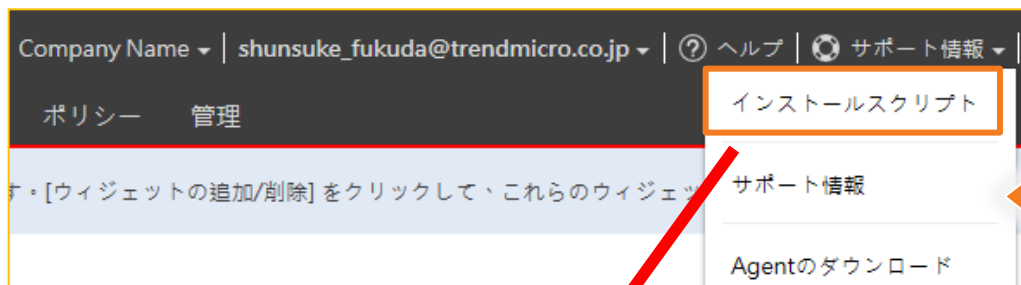 Company Name shunsuke_fukuda@trendmicro.co.jp ヘルプ サポート情報
ポリシー 管理
インストールスクリプト
す。[ウィジェットの追加/削除] をクリックして、これらのウィジェッ
サポート情報
Agentのダウンロード